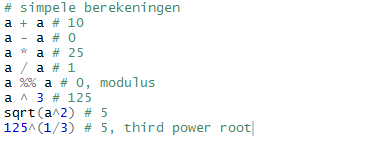 # simpele berekeningen
a + a # 10
a - a # 0
a * a # 25
a / a # 1
a %% a # 0, modulus
a ^ 3 # 125
sqrt(a^2) # 5
125^(1/3) # 5, third power root